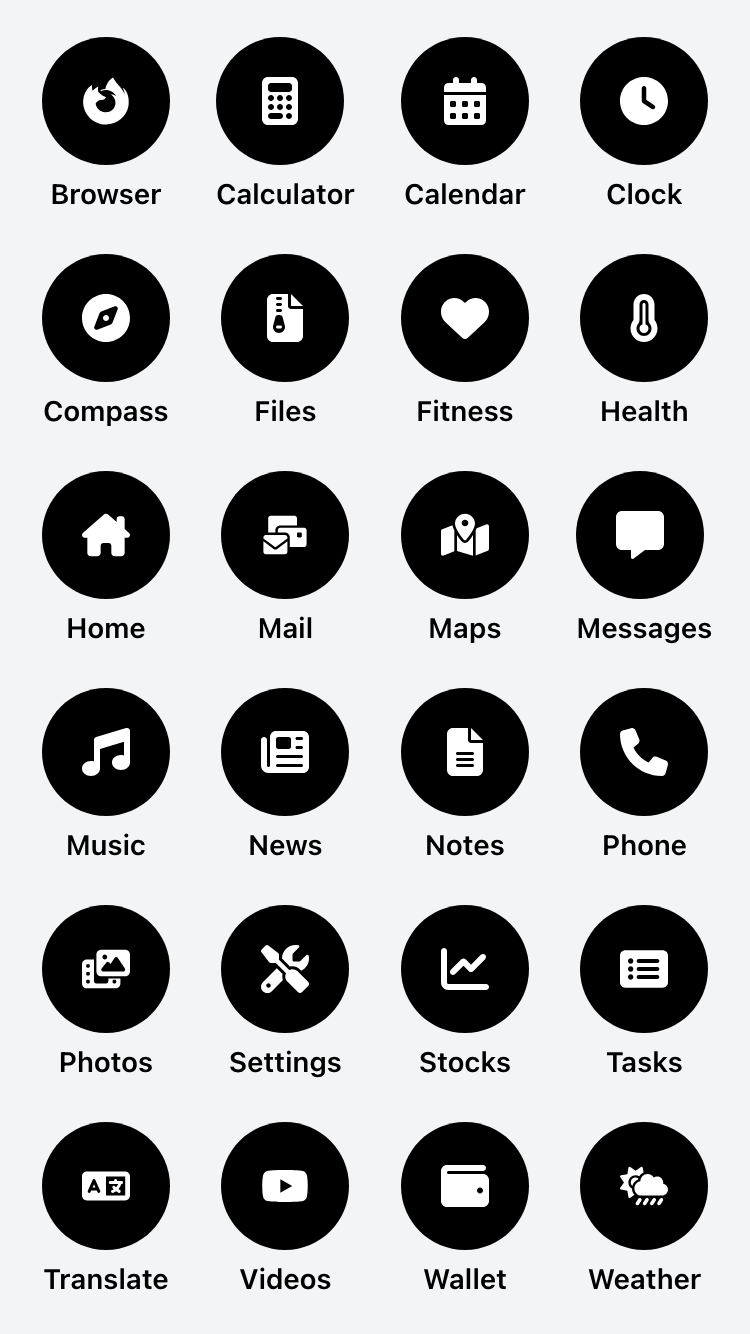 Browser
Calculator
Calendar
Clock
Compass
Files
Fitness
Health
Home
Mail
Maps
Messages
Music
News
Notes
Phone
Photos
Settings
Stocks
Tasks
A 文
Translate
Videos
Wallet
Weather